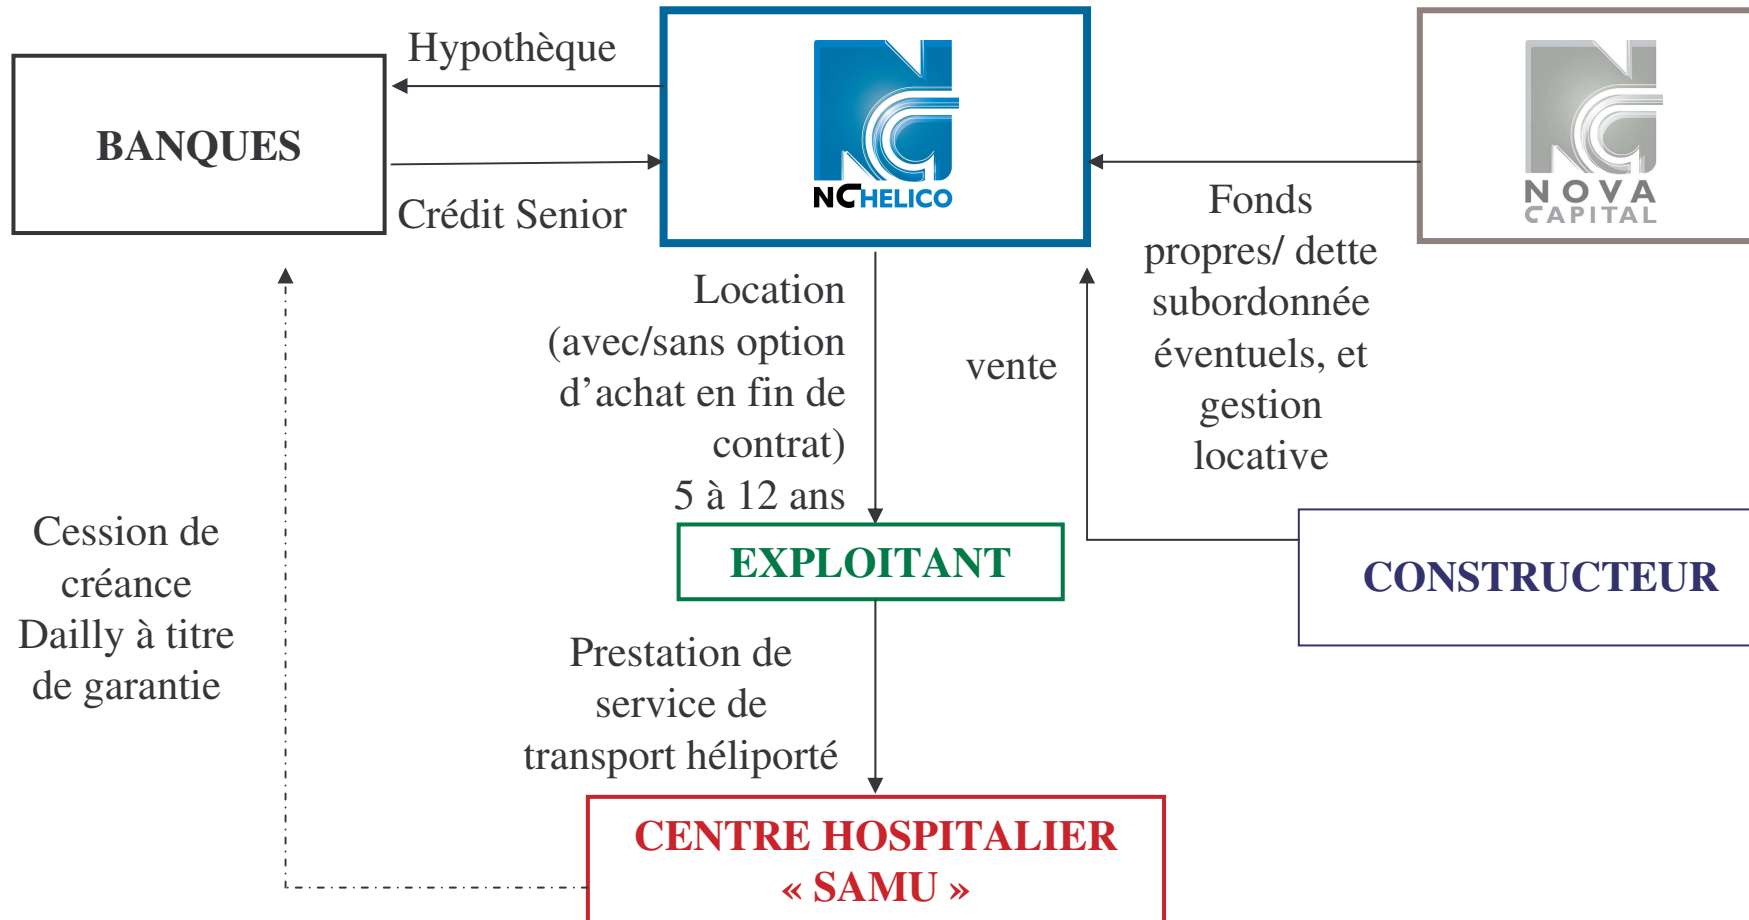 Hypothèque
BANQUES
Crédit Senior
NCHELICO
NOVA
CAPITAL
Fonds
propres/ dette
subordonnée
éventuels, et
gestion
locative
Location
(avec/sans option
d’achat en fin de
contrat)
5 à 12 ans
vente
Cession de
créance
Dailly à titre
de garantie
EXPLOITANT
CONSTRUCTEUR
Prestation de
service de
transport héliporté
CENTRE HOSPITALIER
« SAMU »